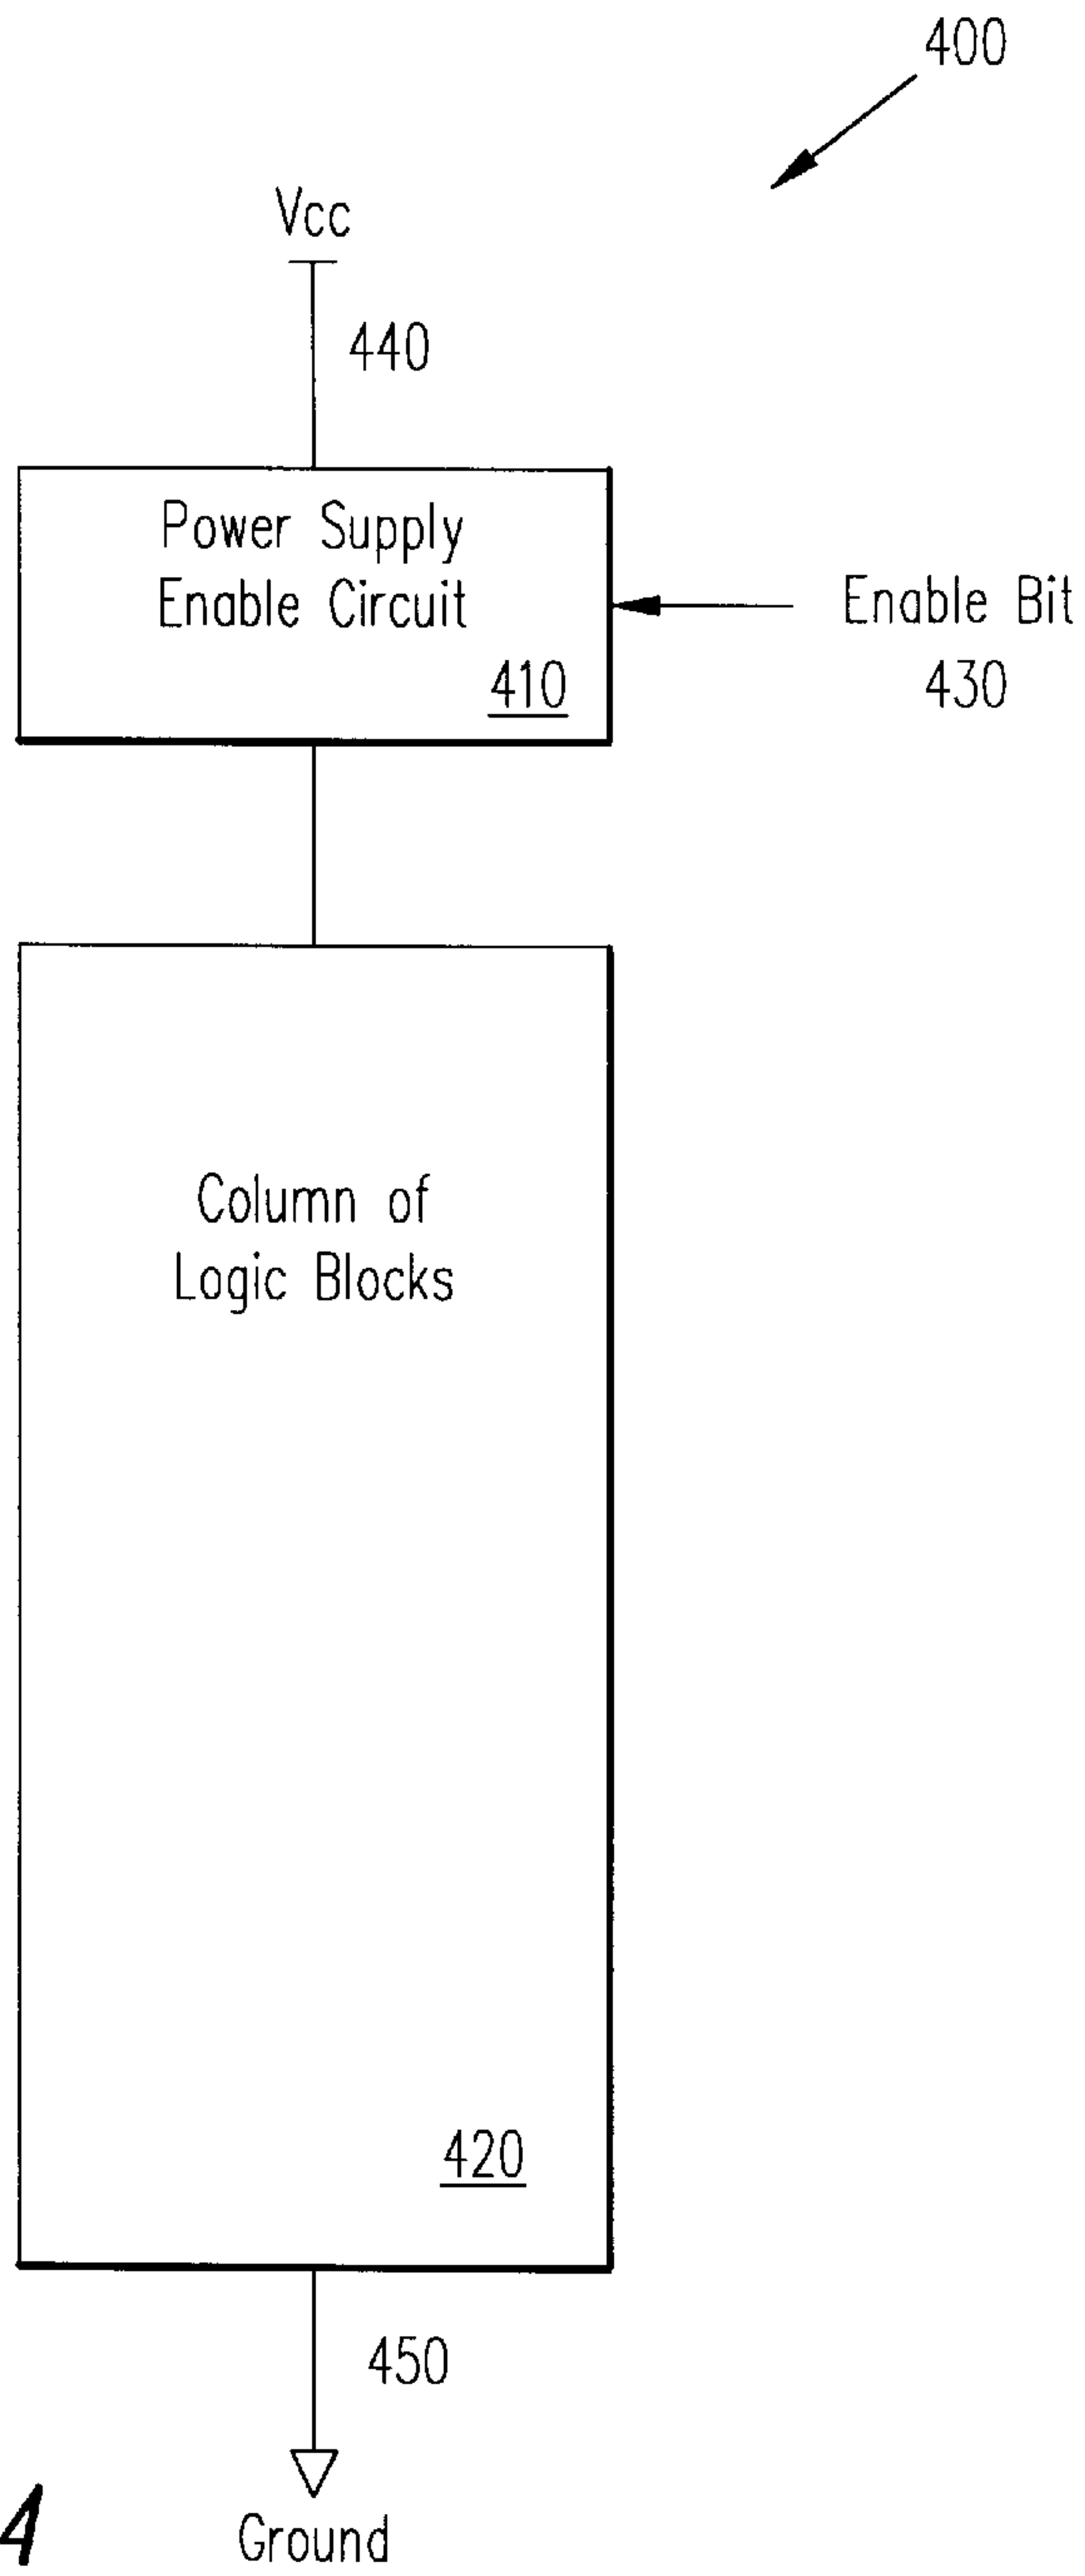 400
Vcc
440
Power Supply
Enable Circuit
410
Enable Bit
430
Column of
Logic Blocks
420
450
Ground
4